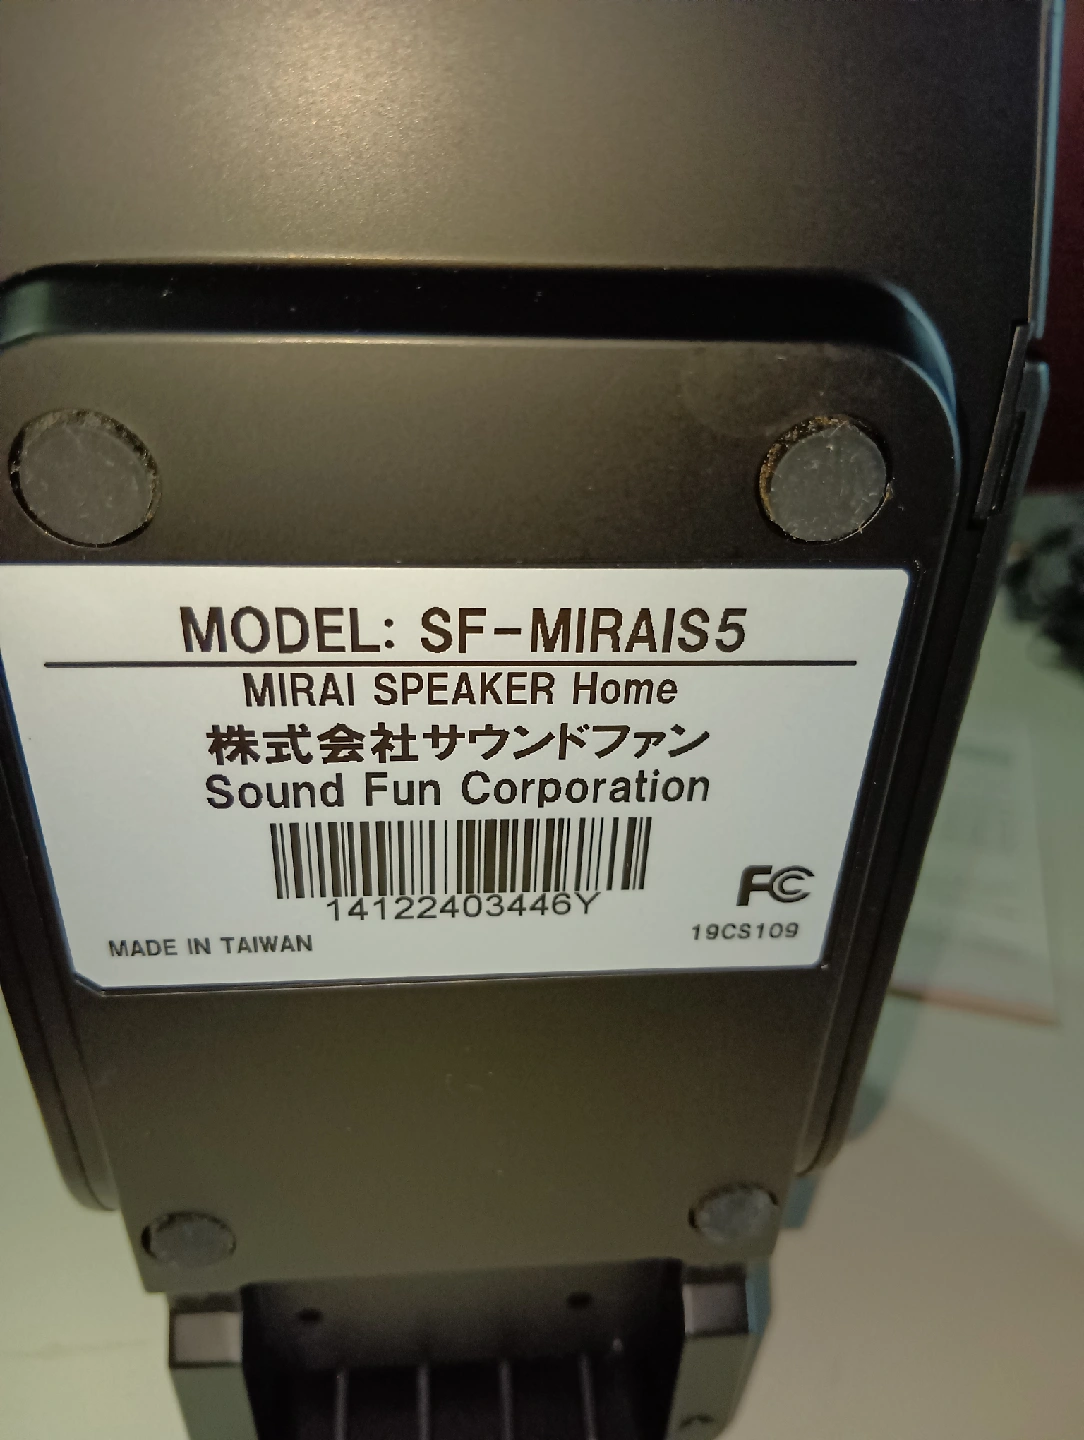 MODEL: SF-MIRAIS5
MIRAI SPEAKER Home
株式会社サウンドファン
Sound Fun Corporation
14122403446Y
FC
MADE IN TAIWAN
19CS109